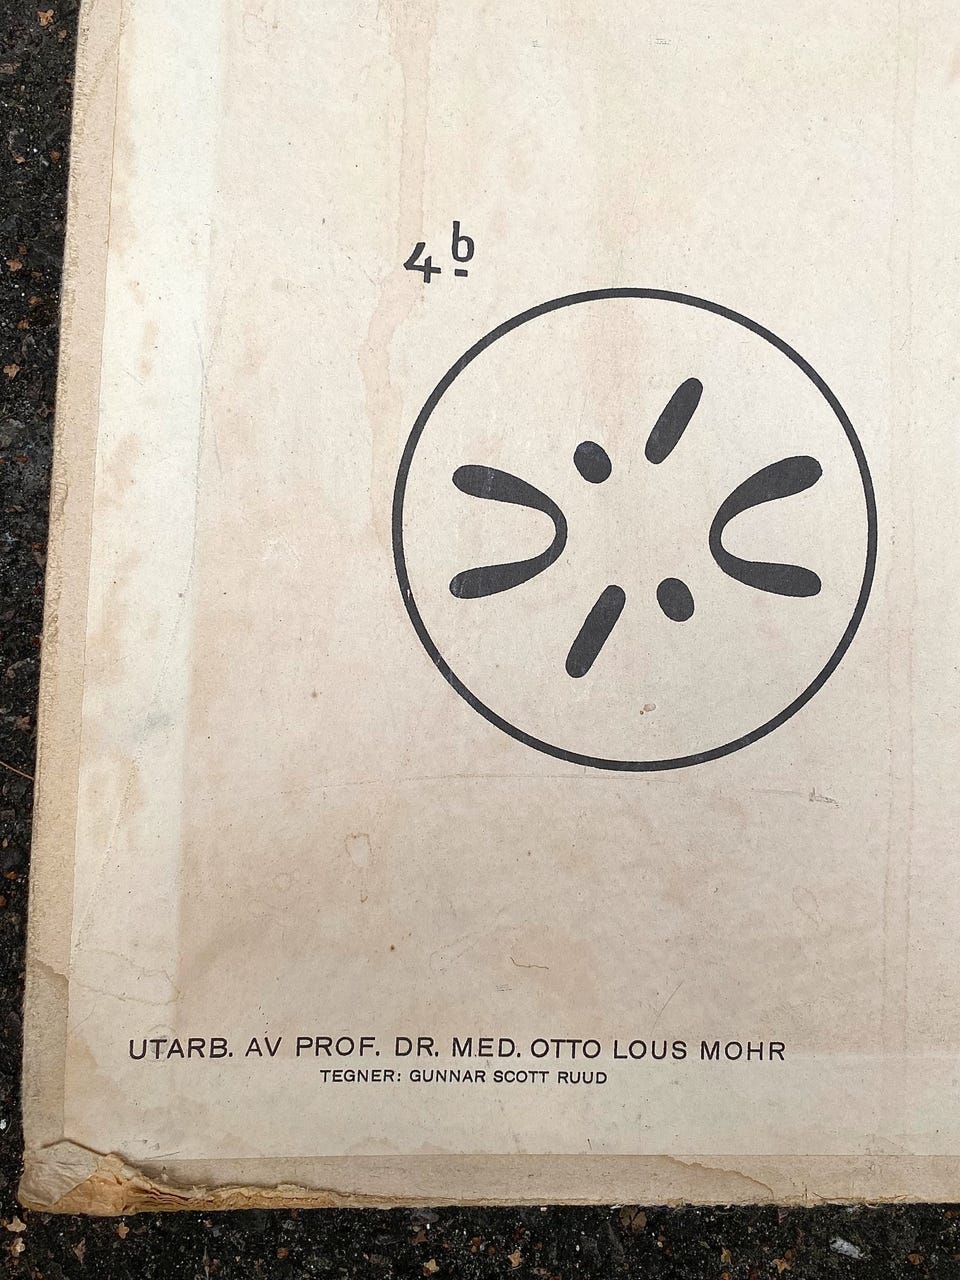 4b
UTARB. AV PROF. DR. MED. OTTO LOUS MOHR
TEGNER: GUNNAR SCOTT RUUD